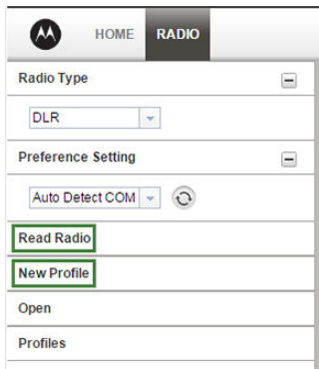 HOME RADIO
Radio Type
DLR
Preference Setting
Auto Detect COM
Read Radio
New Profile
Open
Profiles